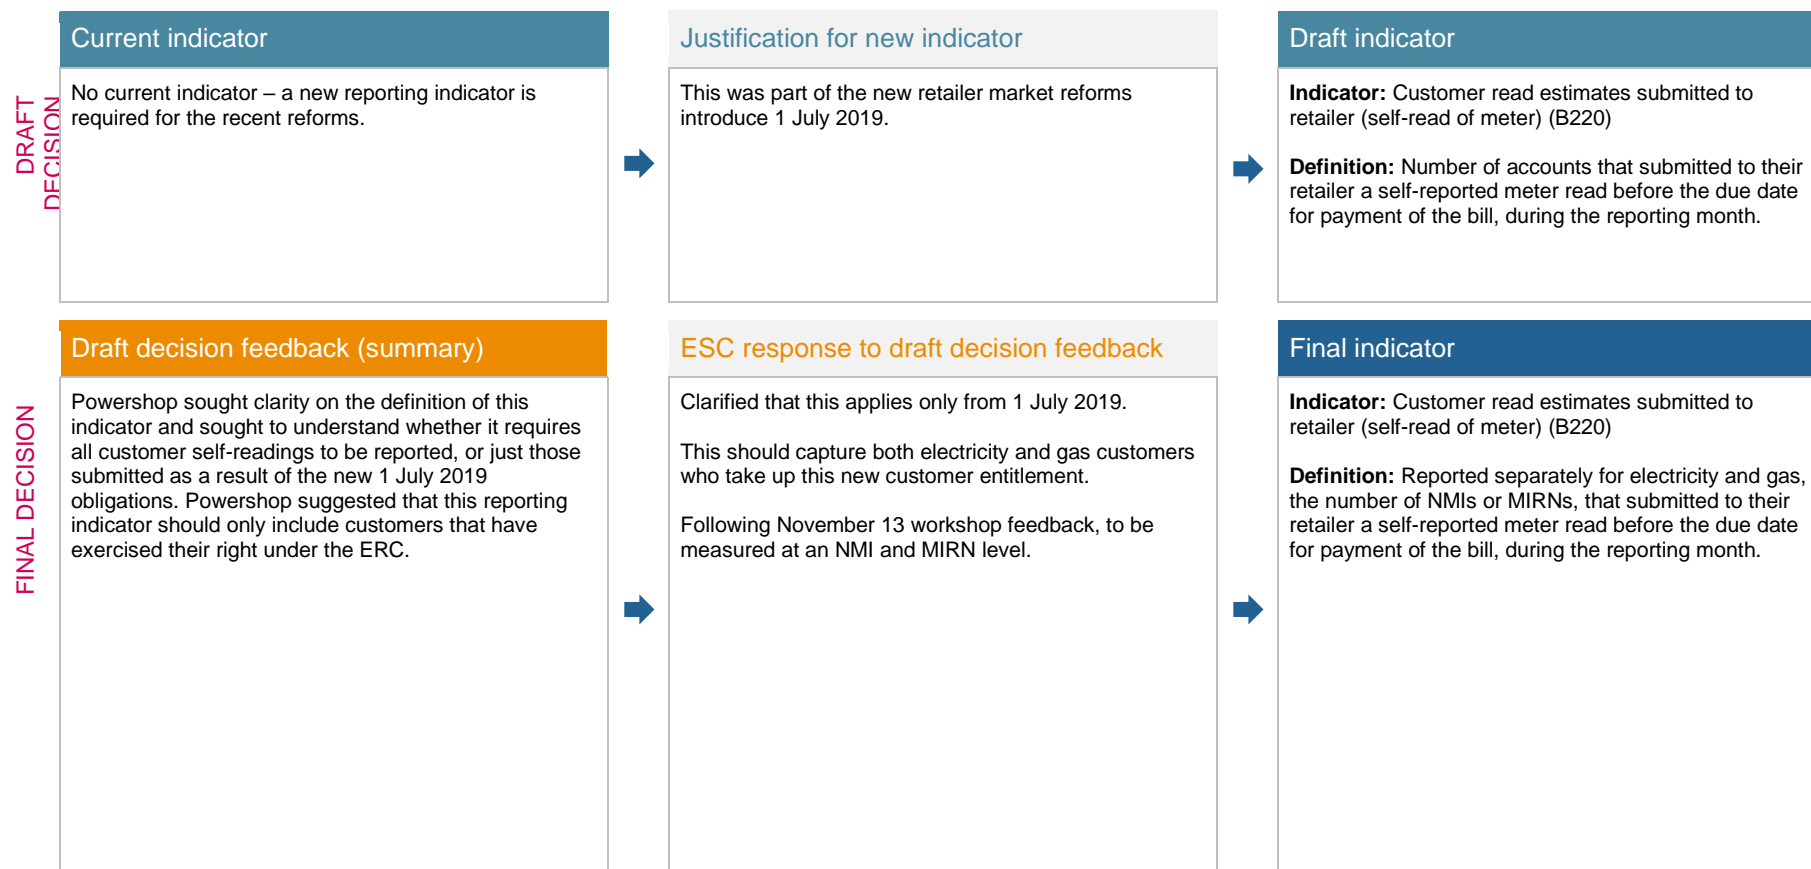 DRAFT
DECISION
Current indicator
No current indicator – a new reporting indicator is
required for the recent reforms.
Justification for new indicator
This was part of the new retailer market reforms
introduce 1 July 2019.
Draft indicator
Indicator: Customer read estimates submitted to
retailer (self-read of meter) (B220)
Definition: Number of accounts that submitted to their
retailer a self-reported meter read before the due date
for payment of the bill, during the reporting month.
FINAL DECISION
Draft decision feedback (summary)
Powershop sought clarity on the definition of this
indicator and sought to understand whether it requires
all customer self-readings to be reported, or just those
submitted as a result of the new 1 July 2019
obligations. Powershop suggested that this reporting
indicator should only include customers that have
exercised their right under the ERC.
ESC response to draft decision feedback
Clarified that this applies only from 1 July 2019.
This should capture both electricity and gas customers
who take up this new customer entitlement.
Following November 13 workshop feedback, to be
measured at an NMI and MIRN level.
Final indicator
Indicator: Customer read estimates submitted to
retailer (self-read of meter) (B220)
Definition: Reported separately for electricity and gas,
the number of NMIs or MIRNs, that submitted to their
retailer a self-reported meter read before the due date
for payment of the bill, during the reporting month.